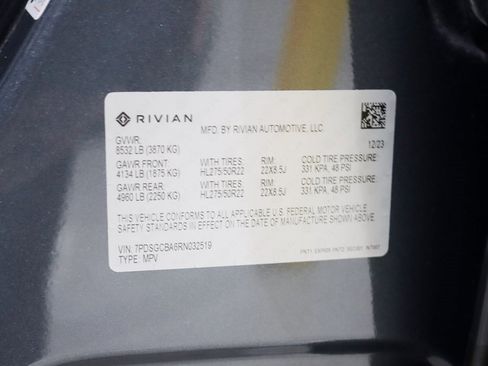 RIVIAN
MFD. BY RIVIAN AUTOMOTIVE, LLC
12/23
GVWR:
8532 LB (3870 KG)
GAWR FRONT: WITH TIRES: RIM: COLD TIRE PRESSURE:
4134 LB (1875 KG) HL275/50R22 22X8.5J 331 KPA, 48 PSI
GAWR REAR: WITH TIRES: RIM: COLD TIRE PRESSURE:
4960 LB (2250 KG) HL275/50R22 22X8.5J 331 KPA, 48 PSI
THIS VEHICLE CONFORMS TO ALL APPLICABLE U.S. FEDERAL MOTOR VEHICLE
SAFETY STANDARDS IN EFFECT ON THE DATE OF MANUFACTURE SHOWN ABOVE.
VIN: 7PDSGCBA6RN032519
TYPE: MPV